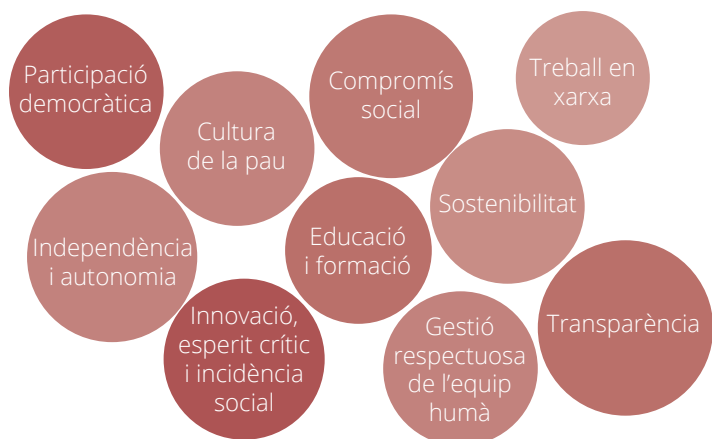 Participació
democràtica
Cultura
de la pau
Compromís
social
Treball en
xarxa
Independència
i autonomia
Educació
i formació
Sostenibilitat
Innovació,
esperit crític
i incidència
social
Gestió
respectuosa
de l'equip
humà
Transparència